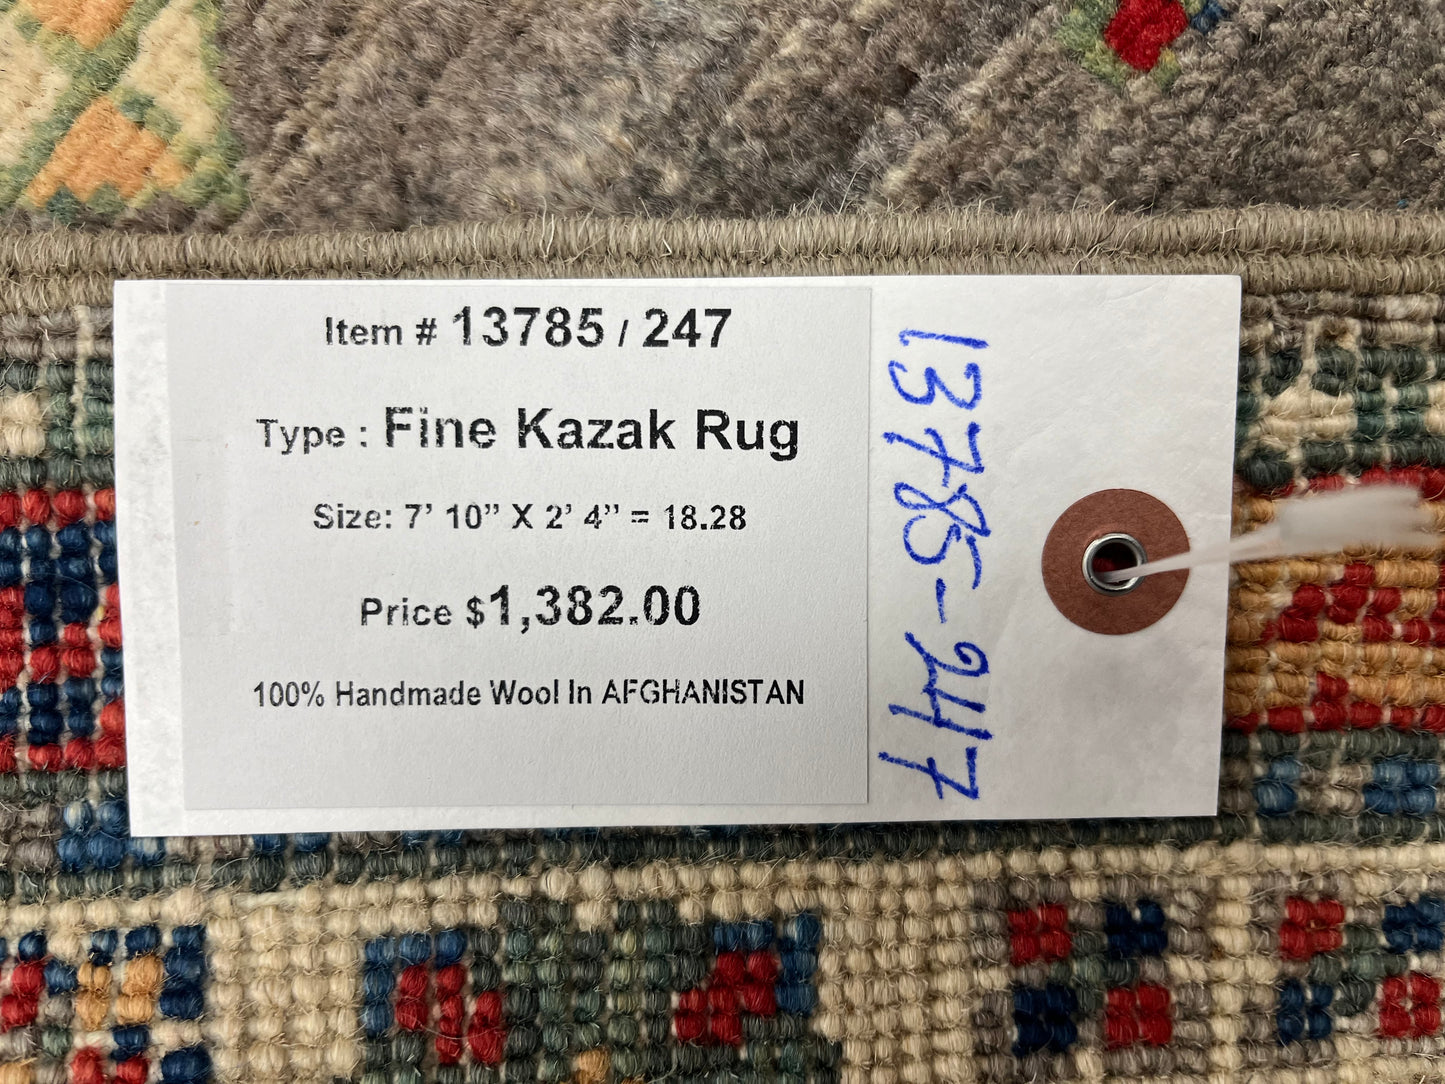 Item # 13785 / 247
Type : Fine Kazak Rug
Size: 7’ 10” X 2’ 4” = 18.28
Price $1,382.00
100% Handmade Wool In AFGHANISTAN
13785-247